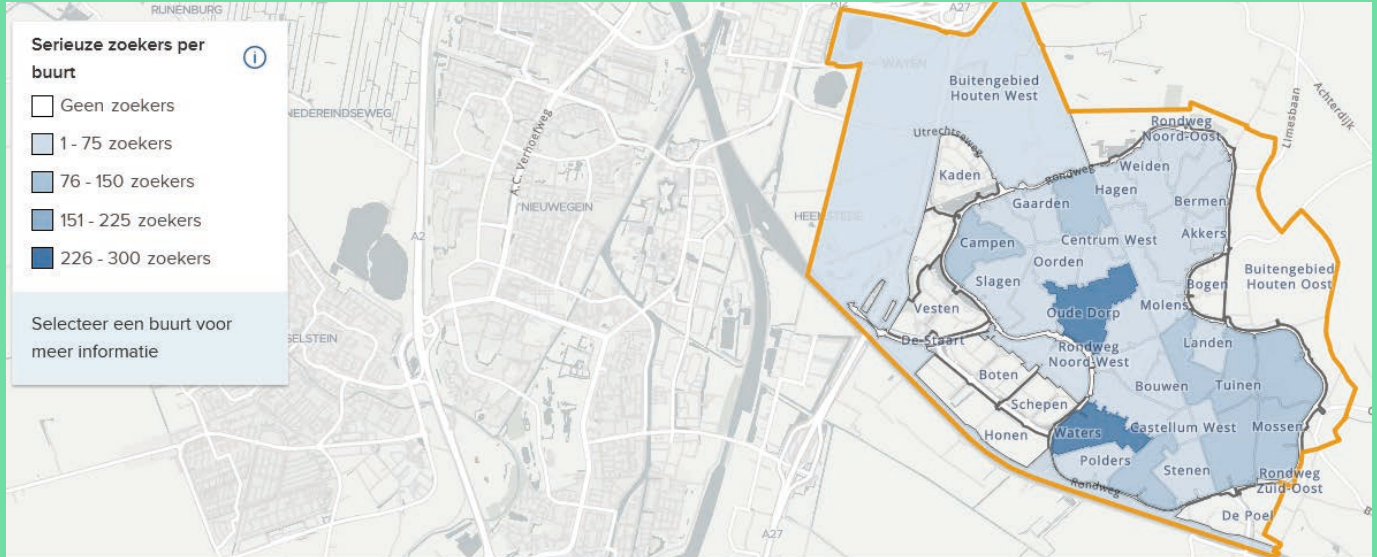 Serieuze zoekers per
buurt
Geen zoekers
1 - 75 zoekers
76 - 150 zoekers
151 - 225 zoekers
226 - 300 zoekers
Selecteer een buurt voor
meer informatie
RIJNENBURG
NEDEREINDSEWEG
A.C. Verhoefweg
NIEUWEGEIN
A2
SELSTEIN
HEEMSTEDE
A12
A27
WAYEN
Buitengebied
Houten West
Limesbaan
Achterdijk
Utrechtseweg
Rondweg
Noord-Oost
Kaden
Rondweg
Weiden
Hagen
Gaarden
Bermen
Campen
Centrum West
Akkers
Oorden
Slagen
Buitengebied
Houten Oost
Bogen
Vesten
Oude Dorp
Molens
De Staart
Rondweg
Noord-West
Landen
Boten
Bouwen
Tuinen
Schepen
Honen
Waters
Castellum West
Mossen
Polders
Stenen
Rondweg
Zuid-Oost
Rondweg
De Poel
A27